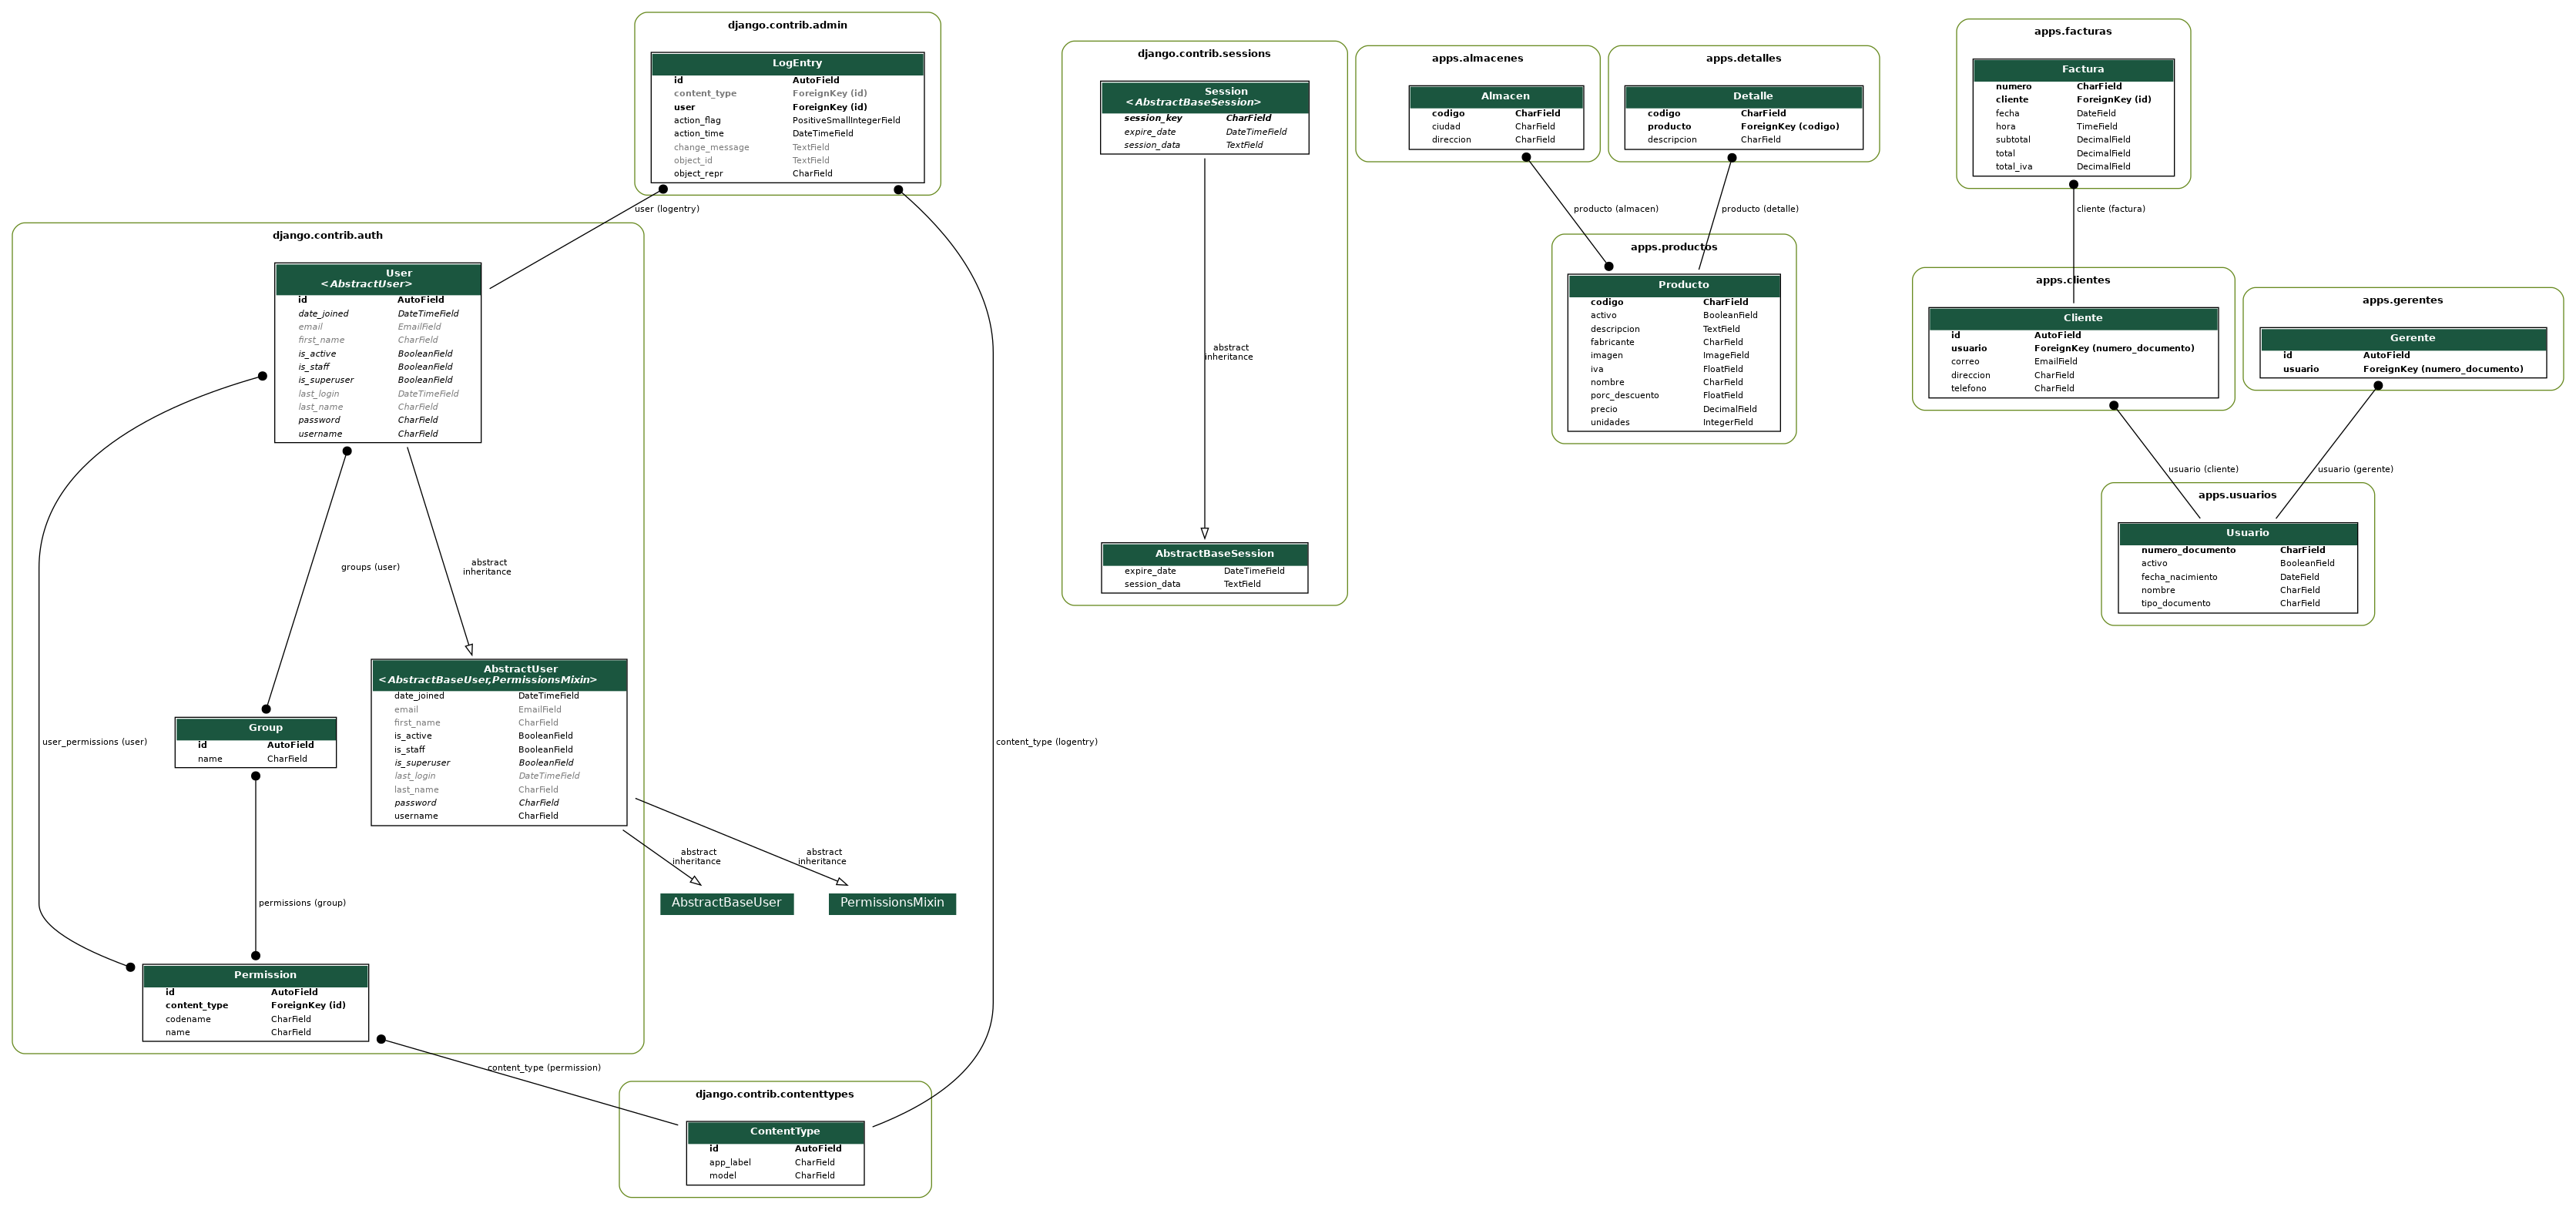 django.contrib.admin
LogEntry
id AutoField
content_type ForeignKey (id)
user ForeignKey (id)
action_flag PositiveSmallIntegerField
action_time DateTimeField
change_message TextField
object_id TextField
object_repr CharField
user (logentry)
django.contrib.auth
User
<AbstractUser>
id AutoField
date_joined DateTimeField
email EmailField
first_name CharField
is_active BooleanField
is_staff BooleanField
is_superuser BooleanField
last_login DateTimeField
last_name CharField
password CharField
username CharField
groups (user)
abstract
inheritance
AbstractUser
<AbstractBaseUser,PermissionsMixin>
date_joined DateTimeField
email EmailField
first_name CharField
is_active BooleanField
is_staff BooleanField
is_superuser BooleanField
last_login DateTimeField
last_name CharField
password CharField
username CharField
Group
id AutoField
name CharField
user_permissions (user)
content_type (logentry)
abstract
inheritance
abstract
inheritance
AbstractBaseUser
PermissionsMixin
permissions (group)
Permission
id AutoField
content_type ForeignKey (id)
codename CharField
name CharField
content_type (permission)
django.contrib.contenttypes
ContentType
id AutoField
app_label CharField
model CharField
django.contrib.sessions
Session
<AbstractBaseSession>
session_key CharField
expire_date DateTimeField
session_data TextField
abstract
inheritance
AbstractBaseSession
expire_date DateTimeField
session_data TextField
apps.almacenes
Almacen
codigo CharField
ciudad CharField
direccion CharField
apps.detalles
Detalle
codigo CharField
producto ForeignKey (codigo)
descripcion CharField
producto (almacen)
producto (detalle)
apps.productos
Producto
codigo CharField
activo BooleanField
descripcion TextField
fabricante CharField
imagen ImageField
iva FloatField
nombre CharField
porc_descuento FloatField
precio DecimalField
unidades IntegerField
apps.facturas
Factura
numero CharField
cliente ForeignKey (id)
fecha DateField
hora TimeField
subtotal DecimalField
total DecimalField
total_iva DecimalField
cliente (factura)
apps.clientes
Cliente
id AutoField
usuario ForeignKey (numero_documento)
correo EmailField
direccion CharField
telefono CharField
apps.gerentes
Gerente
id AutoField
usuario ForeignKey (numero_documento)
usuario (cliente)
usuario (gerente)
apps.usuarios
Usuario
numero_documento CharField
activo BooleanField
fecha_nacimiento DateField
nombre CharField
tipo_documento CharField